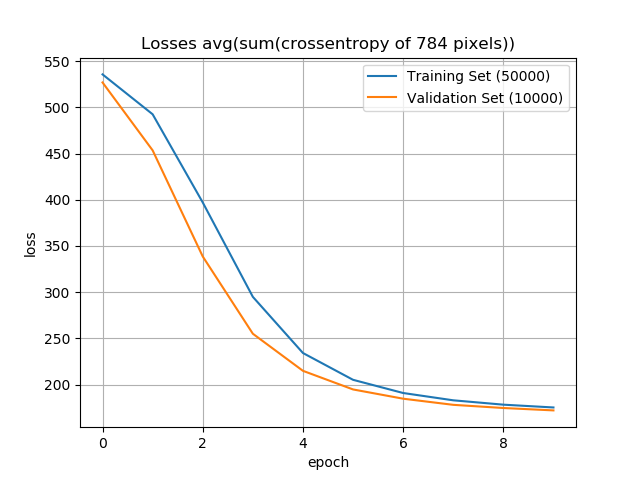 Losses avg(sum(crossentropy of 784 pixels))
Training Set (50000)
Validation Set (10000)
550
500
450
400
350
300
250
200
loss
0 2 4 6 8
epoch